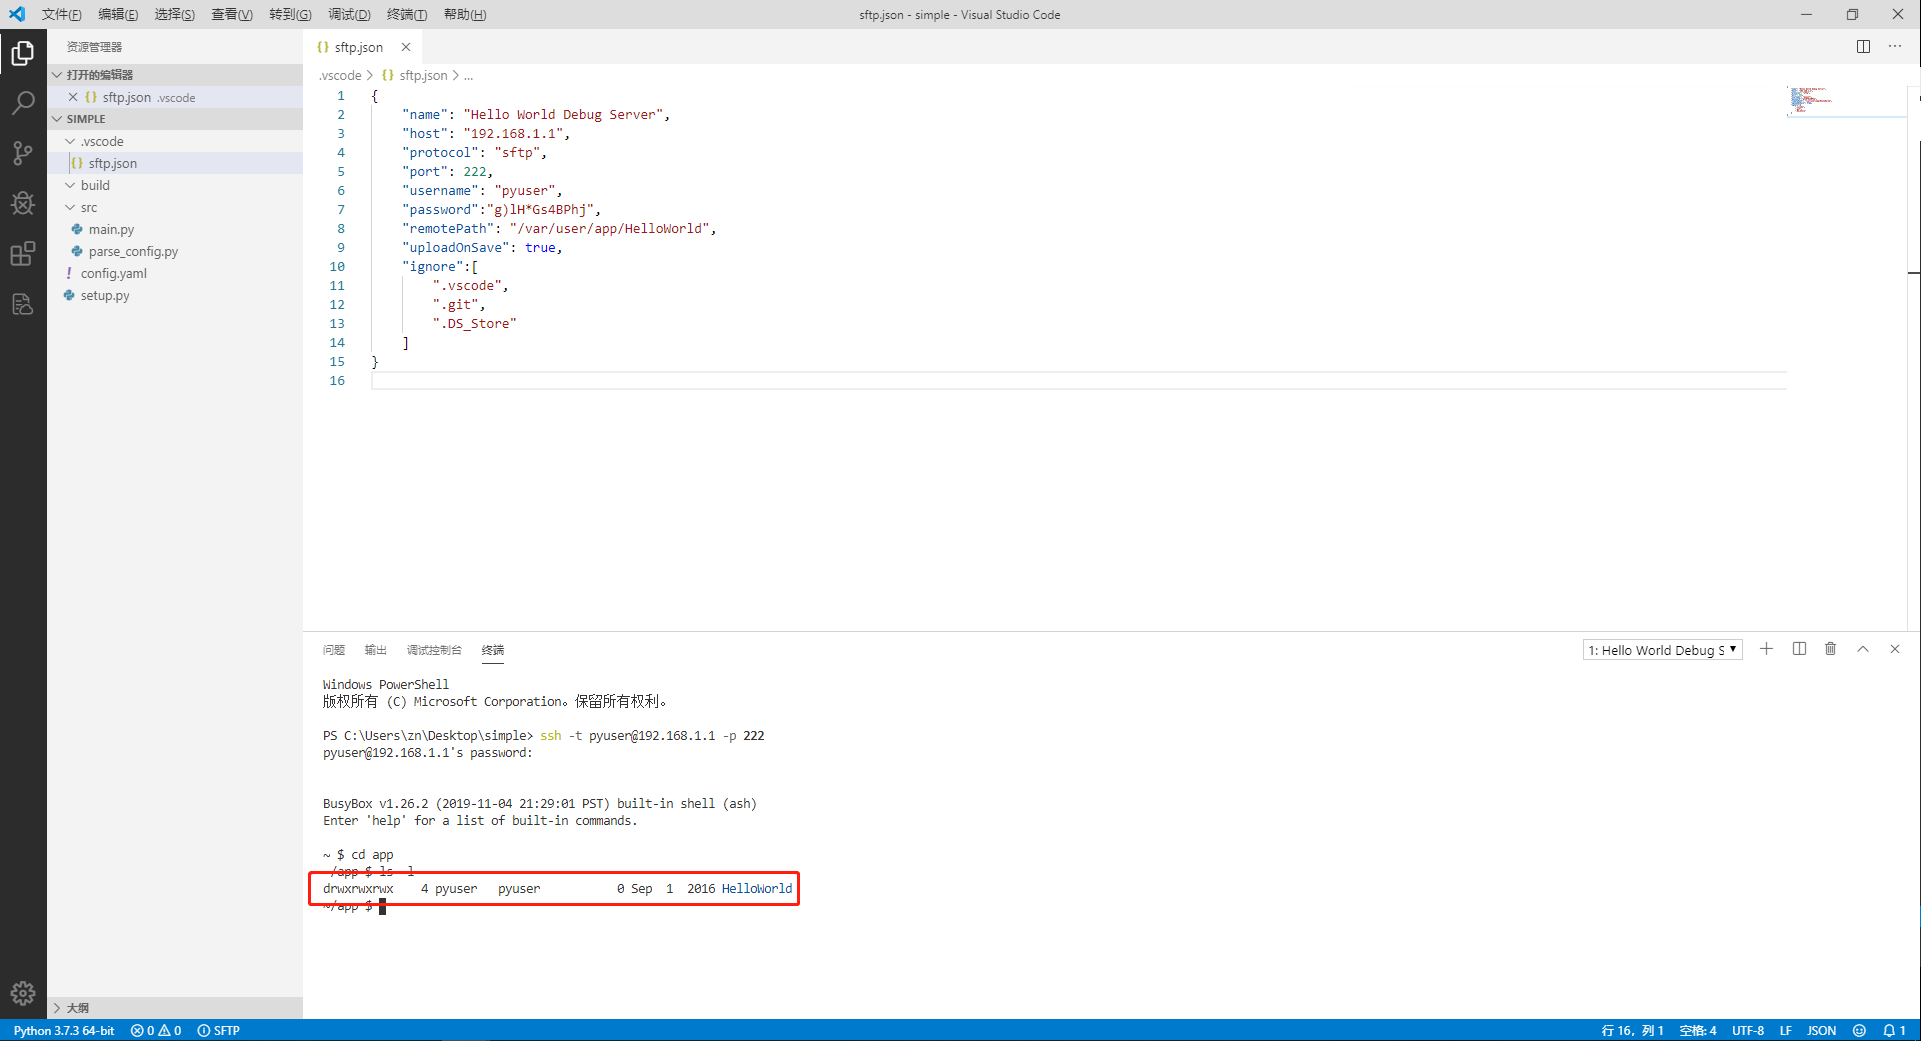 文件(F) 编辑(E) 选择(S) 查看(V) 转到(G) 调试(D) 终端(T) 帮助(H)
sftp.json - simple - Visual Studio Code
资源管理器
打开的编辑器
sftp.json .vscode
SIMPLE
.vscode
sftp.json
build
src
main.py
parse_config.py
! config.yaml
setup.py
大纲
{} sftp.json
.vscode > {} sftp.json > ...
1 {
2 "name": "Hello World Debug Server",
3 "host": "192.168.1.1",
4 "protocol": "sftp",
5 "port": 222,
6 "username": "pyuser",
7 "password":"g)lH*Gs4BPhj",
8 "remotePath": "/var/user/app/HelloWorld",
9 "uploadOnSave": true,
10 "ignore":[
11 ".vscode",
12 ".git",
13 ".DS_Store"
14 ]
15 }
16
问题 输出 调试控制台 终端
1: Hello World Debug S
Windows PowerShell
版权所有 (C) Microsoft Corporation。保留所有权利。
PS C:\Users\zn\Desktop\simple> ssh -t pyuser@192.168.1.1 -p 222
pyuser@192.168.1.1's password:
BusyBox v1.26.2 (2019-11-04 21:29:01 PST) built-in shell (ash)
Enter 'help' for a list of built-in commands.
~ $ cd app
~/app $ ls -l
drwxrwxrwx 4 pyuser pyuser 0 Sep 1 2016 HelloWorld
~/app $
Python 3.7.3 64-bit 0 0 SFTP
行 16，列 1 空格: 4 UTF-8 LF JSON 1